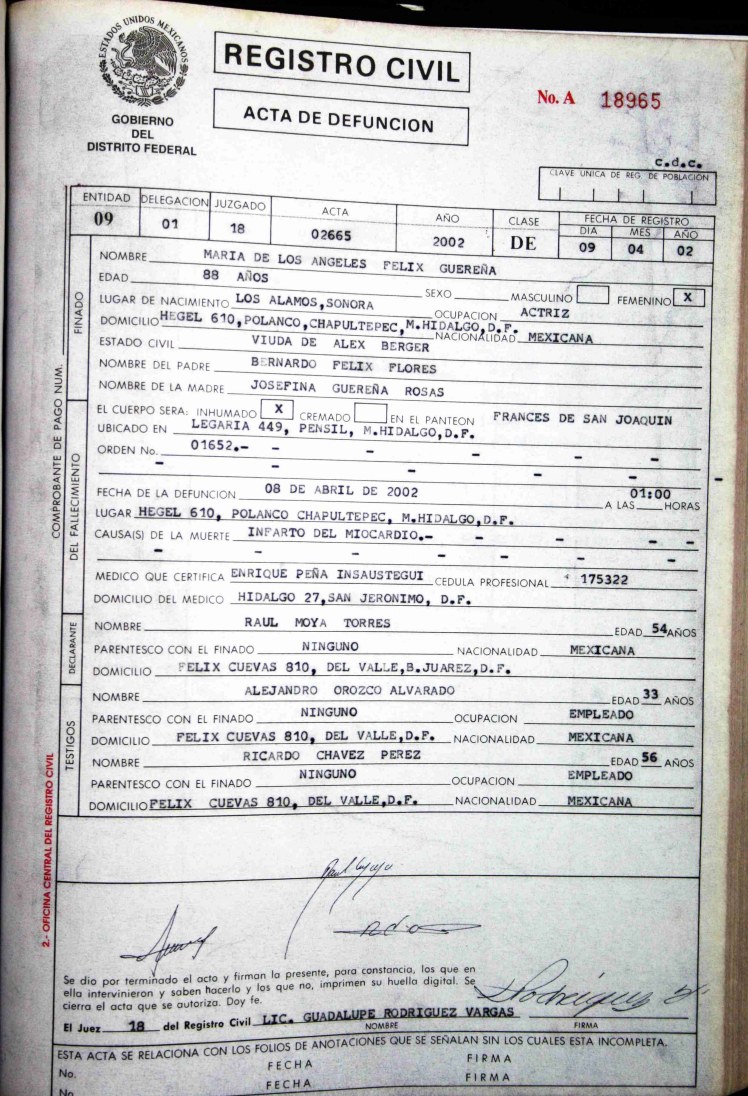 ESTADOS UNIDOS MEXICANOS
GOBIERNO
DEL
DISTRITO FEDERAL
REGISTRO CIVIL
ACTA DE DEFUNCION
No. A 18965
c.d.c.
CLAVE UNICA DE REG. DE POBLACIÓN
ENTIDAD DELEGACION JUZGADO ACTA AÑO CLASE FECHA DE REGISTRO
DIA MES AÑO
09 01 18 02665 2002 DE 09 04 02
FINADO
NOMBRE MARIA DE LOS ANGELES FELIX GUEREÑA
EDAD 88 AÑOS SEXO MASCULINO FEMENINO X
LUGAR DE NACIMIENTO LOS ALAMOS,SONORA OCUPACION ACTRIZ
DOMICILIO HEGEL 610,POLANCO,CHAPULTEPEC,M.HIDALGO,D.F. NACIONALIDAD MEXICANA
ESTADO CIVIL VIUDA DE ALEX BERGER
NOMBRE DEL PADRE BERNARDO FELIX FLORES
NOMBRE DE LA MADRE JOSEFINA GUEREÑA ROSAS
COMPROBANTE DE PAGO NUM.
DEL FALLECIMIENTO
EL CUERPO SERA: INHUMADO X CREMADO EN EL PANTEON FRANCES DE SAN JOAQUIN
UBICADO EN LEGARIA 449, PENSIL, M.HIDALGO,D.F.
ORDEN No. 01652.- - - - - - -
- - - - - -
FECHA DE LA DEFUNCION 08 DE ABRIL DE 2002 A LAS 01:00 HORAS
LUGAR HEGEL 610, POLANCO CHAPULTEPEC, M.HIDALGO,D.F.
CAUSA(S) DE LA MUERTE INFARTO DEL MIOCARDIO.- - - - -
- - - - - - -
MEDICO QUE CERTIFICA ENRIQUE PEÑA INSAUSTEGUI CEDULA PROFESIONAL 175322
DOMICILIO DEL MEDICO HIDALGO 27,SAN JERONIMO, D.F.
DECLARANTE
NOMBRE RAUL MOYA TORRES EDAD 54 AÑOS
PARENTESCO CON EL FINADO NINGUNO NACIONALIDAD MEXICANA
DOMICILIO FELIX CUEVAS 810, DEL VALLE,B.JUAREZ,D.F.
TESTIGOS
NOMBRE ALEJANDRO OROZCO ALVARADO EDAD 33 AÑOS
PARENTESCO CON EL FINADO NINGUNO OCUPACION EMPLEADO
DOMICILIO FELIX CUEVAS 810, DEL VALLE,D.F. NACIONALIDAD MEXICANA
NOMBRE RICARDO CHAVEZ PEREZ EDAD 56 AÑOS
PARENTESCO CON EL FINADO NINGUNO OCUPACION EMPLEADO
DOMICILIO FELIX CUEVAS 810, DEL VALLE,D.F. NACIONALIDAD MEXICANA
2.- OFICINA CENTRAL DEL REGISTRO CIVIL
Se dio por terminado el acto y firman la presente, para constancia, los que en
ella intervinieron y saben hacerlo y los que no, imprimen su huella digital. Se
cierra el acta que se autoriza. Doy fe.
El Juez 18 del Registro Civil LIC. GUADALUPE RODRIGUEZ VARGAS
NOMBRE FIRMA
ESTA ACTA SE RELACIONA CON LOS FOLIOS DE ANOTACIONES QUE SE SEÑALAN SIN LOS CUALES ESTA INCOMPLETA.
No. FECHA FIRMA
No. FECHA FIRMA